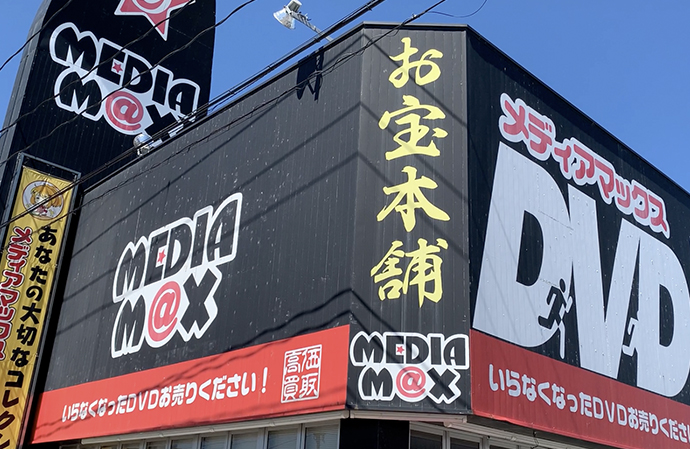 MEDIA
M@X
あなたの大切なコレク
メディアマックス
MEDIA
M@X
いらなくなったDVDお売りください!
高価
買取
お宝本舗
MEDIA
M@X
メディアマックス
DVD
いらなくなったDVDお売りくださ